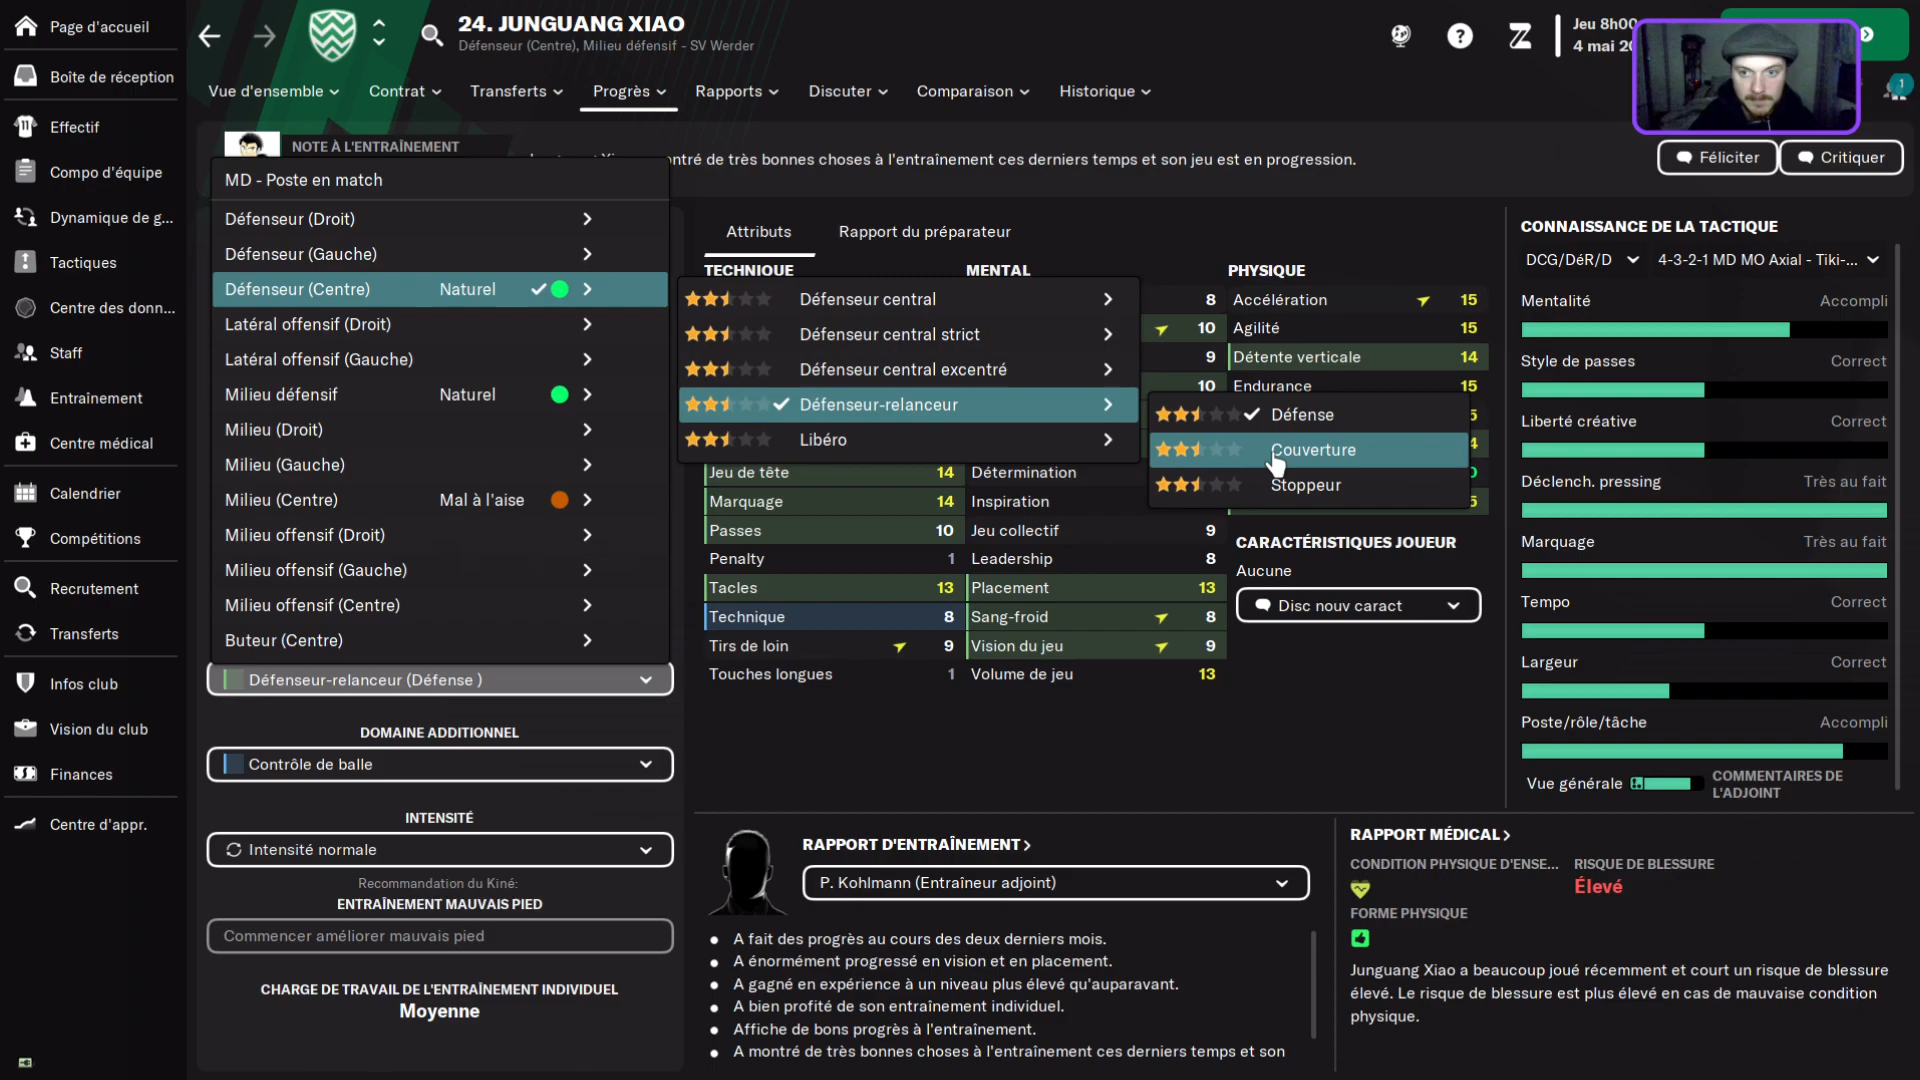 Page d'accueil
Boîte de réception
Effectif
Compo d'équipe
Dynamique de g...
Tactiques
Centre des donn...
Staff
Entraînement
Centre médical
Calendrier
Compétitions
Recrutement
Transferts
Infos club
Vision du club
Finances
Centre d'appr.
24. JUNGUANG XIAO
Défenseur (Centre), Milieu défensif - SV Werder
Jeu 8h00
4 mai 20
1
Vue d'ensemble
Contrat
Transferts
Progrès
Rapports
Discuter
Comparaison
Historique
NOTE À L'ENTRAÎNEMENT
ntré de très bonnes choses à l'entraînement ces derniers temps et son jeu est en progression.
Féliciter
Critiquer
MD - Poste en match
Défenseur (Droit)
Défenseur (Gauche)
Défenseur (Centre) Naturel
Latéral offensif (Droit)
Latéral offensif (Gauche)
Milieu défensif Naturel
Milieu (Droit)
Milieu (Gauche)
Milieu (Centre) Mal à l'aise
Milieu offensif (Droit)
Milieu offensif (Gauche)
Milieu offensif (Centre)
Buteur (Centre)
Défenseur-relanceur (Défense )
DOMAINE ADDITIONNEL
Contrôle de balle
INTENSITÉ
Intensité normale
Recommandation du Kiné:
ENTRAÎNEMENT MAUVAIS PIED
Commencer améliorer mauvais pied
CHARGE DE TRAVAIL DE L'ENTRAÎNEMENT INDIVIDUEL
Moyenne
Attributs
Rapport du préparateur
TECHNIQUE
Défenseur central
Défenseur central strict
Défenseur central excentré
Défenseur-relanceur
Libéro
Défense
Couverture
Stoppeur
Jeu de tête 14
Marquage 14
Passes 10
Penalty 1
Tacles 13
Technique 8
Tirs de loin 9
Touches longues 1
MENTAL
8
10
9
10
Détermination
Inspiration
Jeu collectif 9
Leadership 8
Placement 13
Sang-froid 8
Vision du jeu 9
Volume de jeu 13
PHYSIQUE
Accélération 15
Agilité 15
Détente verticale 14
Endurance 15
CARACTÉRISTIQUES JOUEUR
Aucune
Disc nouv caract
CONNAISSANCE DE LA TACTIQUE
DCG/DéR/D
4-3-2-1 MD MO Axial - Tiki-...
Mentalité Accompli
Style de passes Correct
Liberté créative Correct
Déclench. pressing Très au fait
Marquage Très au fait
Tempo Correct
Largeur Correct
Poste/rôle/tâche Accompli
Vue générale
COMMENTAIRES DE
L'ADJOINT
RAPPORT D'ENTRAÎNEMENT
P. Kohlmann (Entraîneur adjoint)
A fait des progrès au cours des deux derniers mois.
A énormément progressé en vision et en placement.
A gagné en expérience à un niveau plus élevé qu'auparavant.
A bien profité de son entraînement individuel.
Affiche de bons progrès à l'entraînement.
A montré de très bonnes choses à l'entraînement ces derniers temps et son
RAPPORT MÉDICAL
CONDITION PHYSIQUE D'ENSE...
RISQUE DE BLESSURE
Élevé
FORME PHYSIQUE
Junguang Xiao a beaucoup joué récemment et court un risque de blessure
élevé. Le risque de blessure est plus élevé en cas de mauvaise condition
physique.